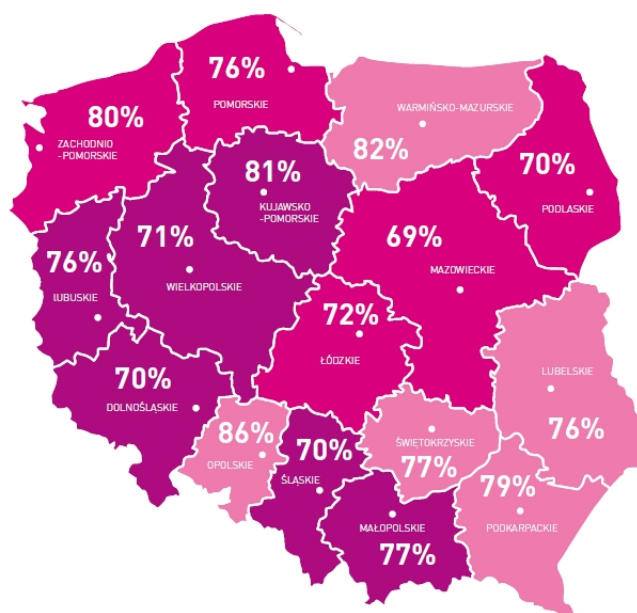 76%
POMORSKIE
80%
ZACHODNIO
-POMORSKIE
WARMIŃSKO-MAZURSKIE
82%
81%
KUJAWSKO
-POMORSKIE
70%
PODLASKIE
71%
WIELKOPOLSKIE
69%
MAZOWIECKIE
76%
LUBUSKIE
72%
ŁÓDZKIE
70%
DOLNOŚLĄSKIE
LUBELSKIE
76%
86%
OPOLSKIE
70%
ŚLĄSKIE
ŚWIĘTOKRZYSKIE
77%
79%
PODKARPACKIE
MAŁOPOLSKIE
77%